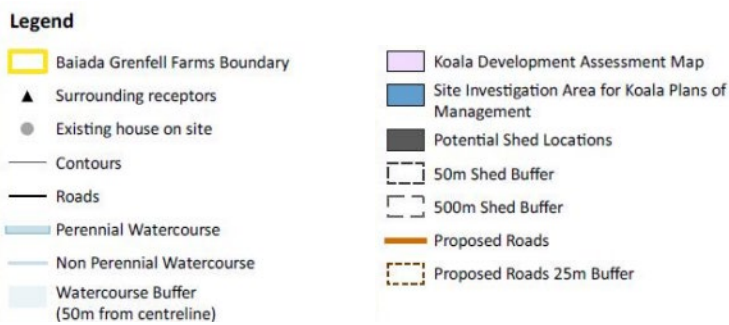 Legend
Baiada Grenfell Farms Boundary
Surrounding receptors
Existing house on site
Contours
Roads
Perennial Watercourse
Non Perennial Watercourse
Watercourse Buffer
(50m from centreline)
Koala Development Assessment Map
Site Investigation Area for Koala Plans of
Management
Potential Shed Locations
50m Shed Buffer
500m Shed Buffer
Proposed Roads
Proposed Roads 25m Buffer